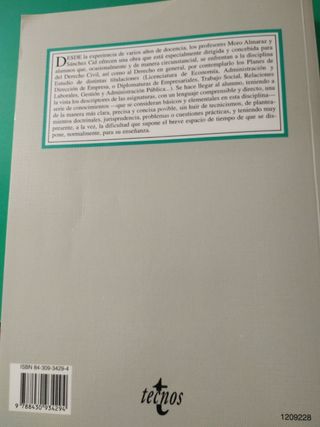 DESDE la experiencia de varios años de docencia, los profesores Moro Almaraz y
Sánchez Cid ofrecen una obra que está especialmente dirigida y concebida para
alumnos que, ocasionalmente y de manera circunstancial, se enfrentan a la disciplina
del Derecho Civil, así como al Derecho en general, por contemplarlo los Planes de
Estudio de distintas titulaciones (Licenciatura de Economía, Administración y
Dirección de Empresa, o Diplomaturas de Empresariales, Trabajo Social, Relaciones
Laborales, Gestión y Administración Pública...). Se hace llegar al alumno, teniendo a
la vista los descriptores de las asignaturas, con un lenguaje comprensible y directo, una
serie de conocimientos —que se consideran básicos y elementales en esta disciplina—
de la manera más clara, precisa y concisa posible, sin huir de tecnicismos, de plantea-
mientos doctrinales, jurisprudencia, problemas o cuestiones prácticas, y teniendo muy
presente, a la vez, la dificultad que supone el breve espacio de tiempo de que se dis-
pone, normalmente, para su enseñanza.
ISBN 84-309-3429-4
9 788430 934294
tecnos
1209228